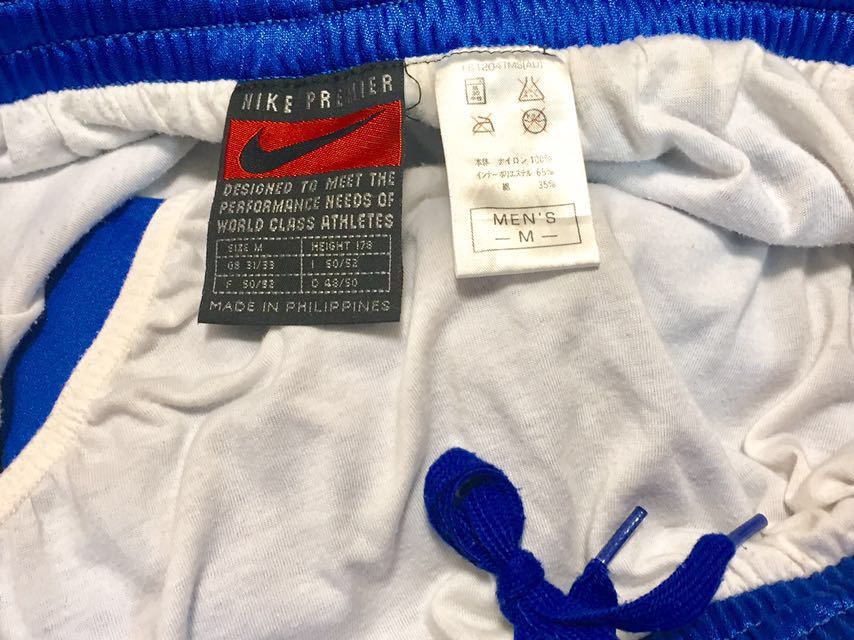 NIKE PREMIER
DESIGNED TO MEET THE
PERFORMANCE NEEDS OF
WORLD CLASS ATHLETES
SIZE M HEIGHT 178
GB 31/33 I 50/52
F 50/52 D 48/50
MADE IN PHILIPPINES
本体 ナイロン 100%
インナーポリエステル 65%
綿 35%
MEN'S
-M-